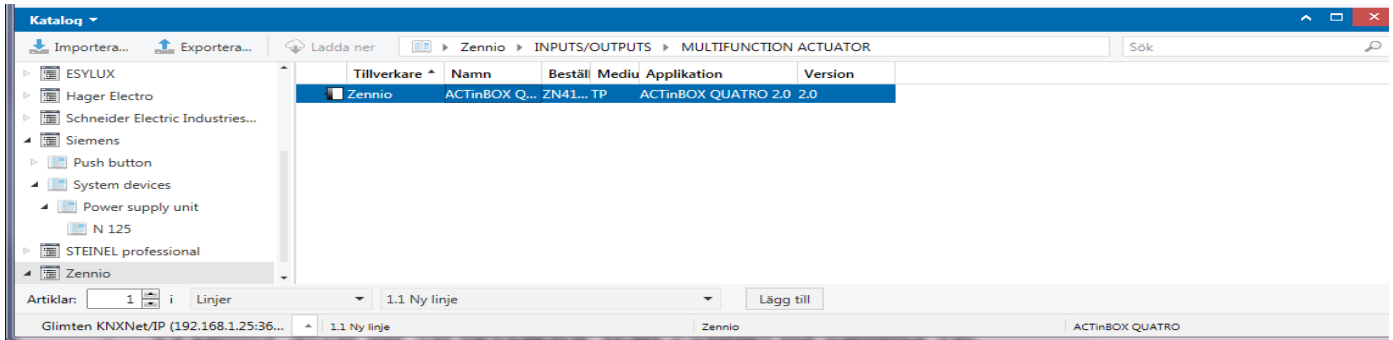 Katalog
Importera... Exportera... Ladda ner Zennio INPUTS/OUTPUTS MULTIFUNCTION ACTUATOR Sök
Tillverkare Namn Beställ Mediu Applikation Version
Zennio ACTinBOX Q... ZN41... TP ACTinBOX QUATRO 2.0 2.0
ESYLUX
Hager Electro
Schneider Electric Industries...
Siemens
Push button
System devices
Power supply unit
N 125
STEINEL professional
Zennio
Artiklar: 1 i Linjer 1.1 Ny linje Lägg till
Glimten KNXNet/IP (192.168.1.25:36... 1.1 Ny linje Zennio ACTinBOX QUATRO